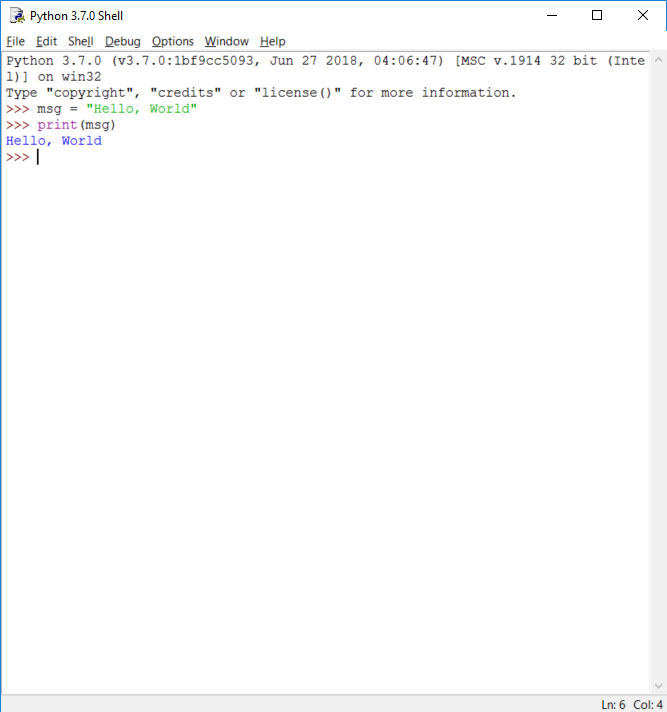 Python 3.7.0 Shell
File Edit Shell Debug Options Window Help
Python 3.7.0 (v3.7.0:1bf9cc5093, Jun 27 2018, 04:06:47) [MSC v.1914 32 bit (Inte
l)] on win32
Type "copyright", "credits" or "license()" for more information.
>>> msg = "Hello, World"
>>> print(msg)
Hello, World
>>>
Ln: 6 Col: 4